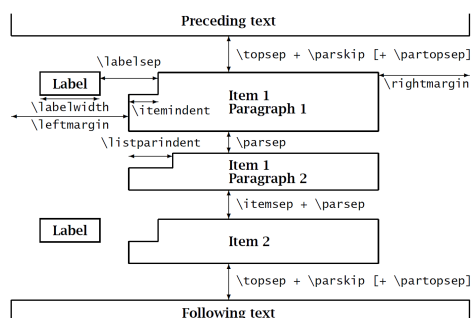 Preceding text
\topsep + \parskip [+ \partopsep]
\labelsep
\rightmargin
Label
Item 1
Paragraph 1
\labelwidth
\itemindent
\leftmargin
\listparindent
\parsep
Item 1
Paragraph 2
\itemsep + \parsep
Label
Item 2
\topsep + \parskip [+ \partopsep]
Following text